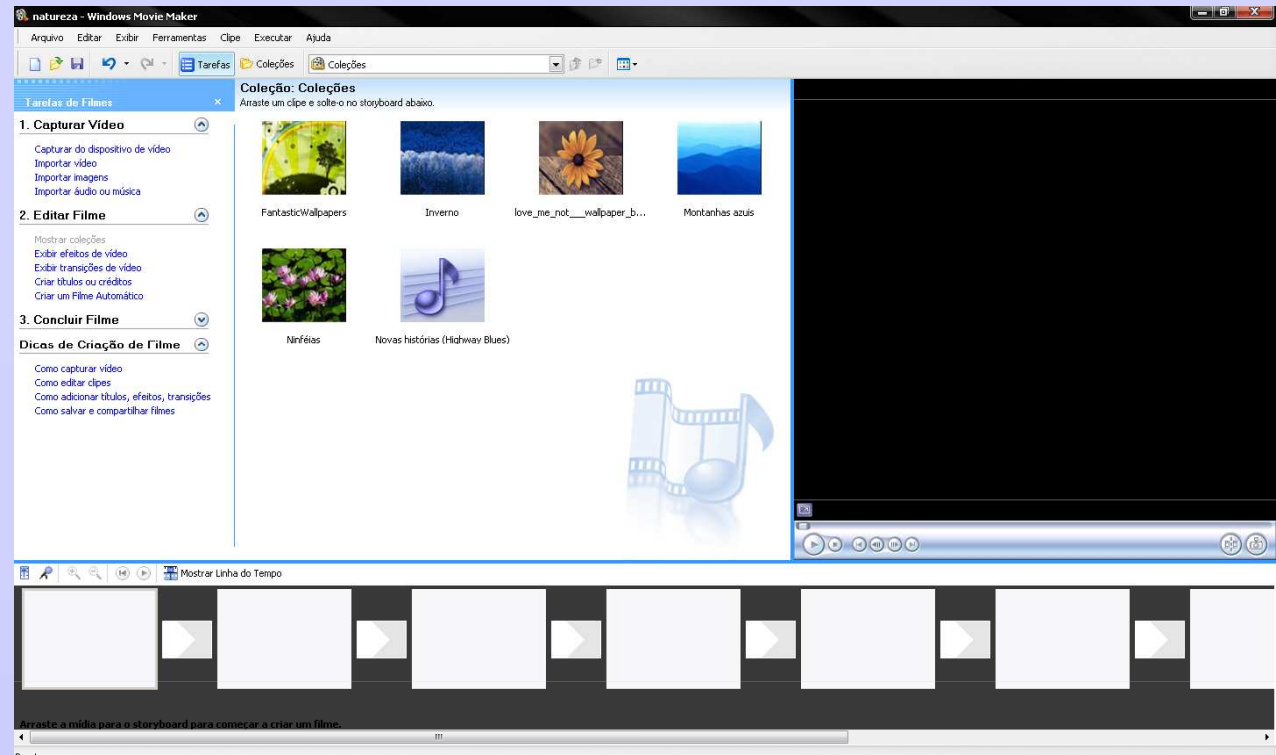 natureza - Windows Movie Maker
Arquivo Editar Exibir Ferramentas Clipe Executar Ajuda
Tarefas Coleções Coleções
Tarefas de Filmes
Coleção: Coleções
Arraste um clipe e solte-o no storyboard abaixo.
1. Capturar Vídeo
Capturar do dispositivo de vídeo
Importar vídeo
Importar imagens
Importar áudio ou música
2. Editar Filme
Mostrar coleções
Exibir efeitos de vídeo
Exibir transições de vídeo
Criar títulos ou créditos
Criar um Filme Automático
3. Concluir Filme
Dicas de Criação de Filme
Como capturar vídeo
Como editar clipes
Como adicionar títulos, efeitos, transições
Como salvar e compartilhar filmes
FantasticWallpapers
Inverno
love_me_not___wallpaper_b...
Montanhas azuis
Ninféias
Novas histórias (Highway Blues)
Mostrar Linha do Tempo
Arraste a mídia para o storyboard para começar a criar um filme.